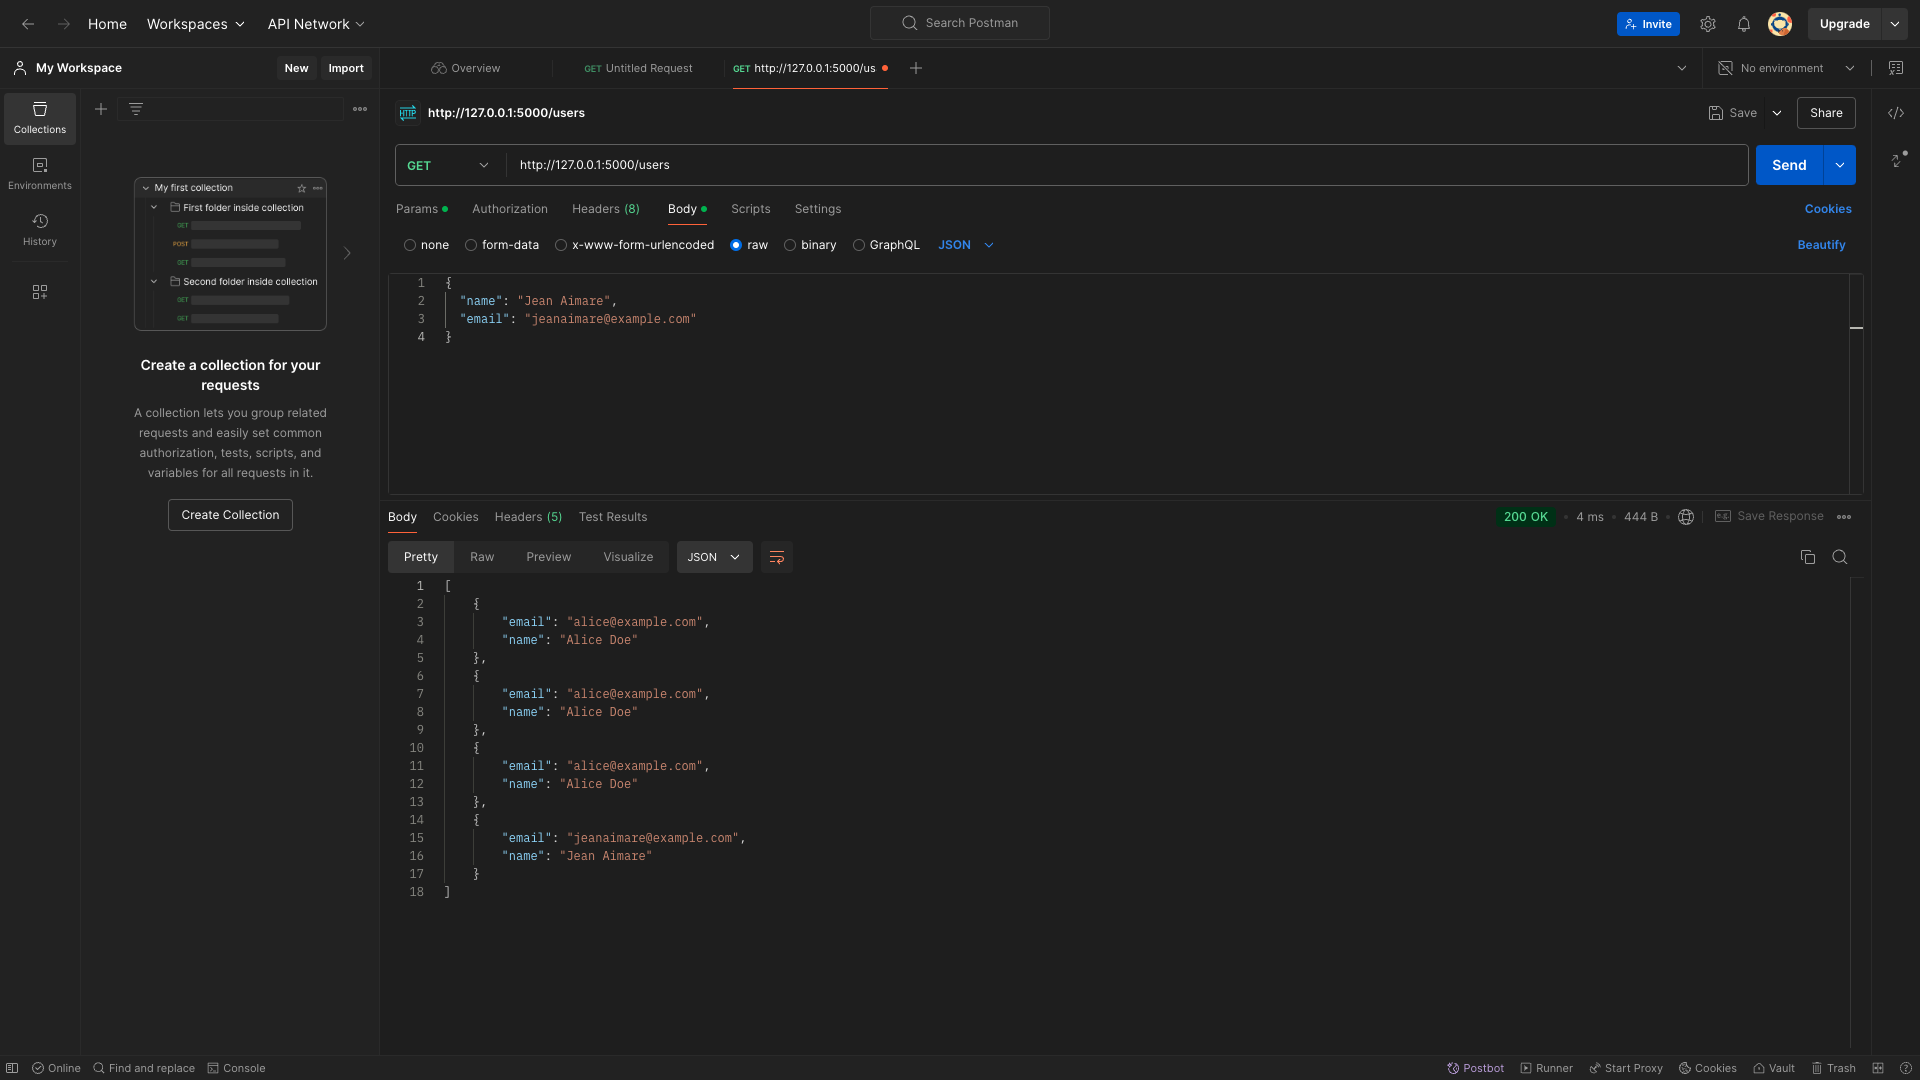 Home Workspaces API Network Search Postman Invite Upgrade
My Workspace New Import Overview GET Untitled Request GET http://127.0.0.1:5000/us No environment
Collections
Environments
History
My first collection
First folder inside collection
GET
POST
GET
Second folder inside collection
GET
GET
Create a collection for your
requests
A collection lets you group related
requests and easily set common
authorization, tests, scripts, and
variables for all requests in it.
Create Collection
HTTP http://127.0.0.1:5000/users Save Share
GET http://127.0.0.1:5000/users Send
Params Authorization Headers (8) Body Scripts Settings Cookies
none form-data x-www-form-urlencoded raw binary GraphQL JSON Beautify
1 {
2 "name": "Jean Aimare",
3 "email": "jeanaimare@example.com"
4 }
Body Cookies Headers (5) Test Results 200 OK 4 ms 444 B e.g. Save Response
Pretty Raw Preview Visualize JSON
1 [
2 {
3 "email": "alice@example.com",
4 "name": "Alice Doe"
5 },
6 {
7 "email": "alice@example.com",
8 "name": "Alice Doe"
9 },
10 {
11 "email": "alice@example.com",
12 "name": "Alice Doe"
13 },
14 {
15 "email": "jeanaimare@example.com",
16 "name": "Jean Aimare"
17 }
18 ]
Online Find and replace Console Postbot Runner Start Proxy Cookies Vault Trash